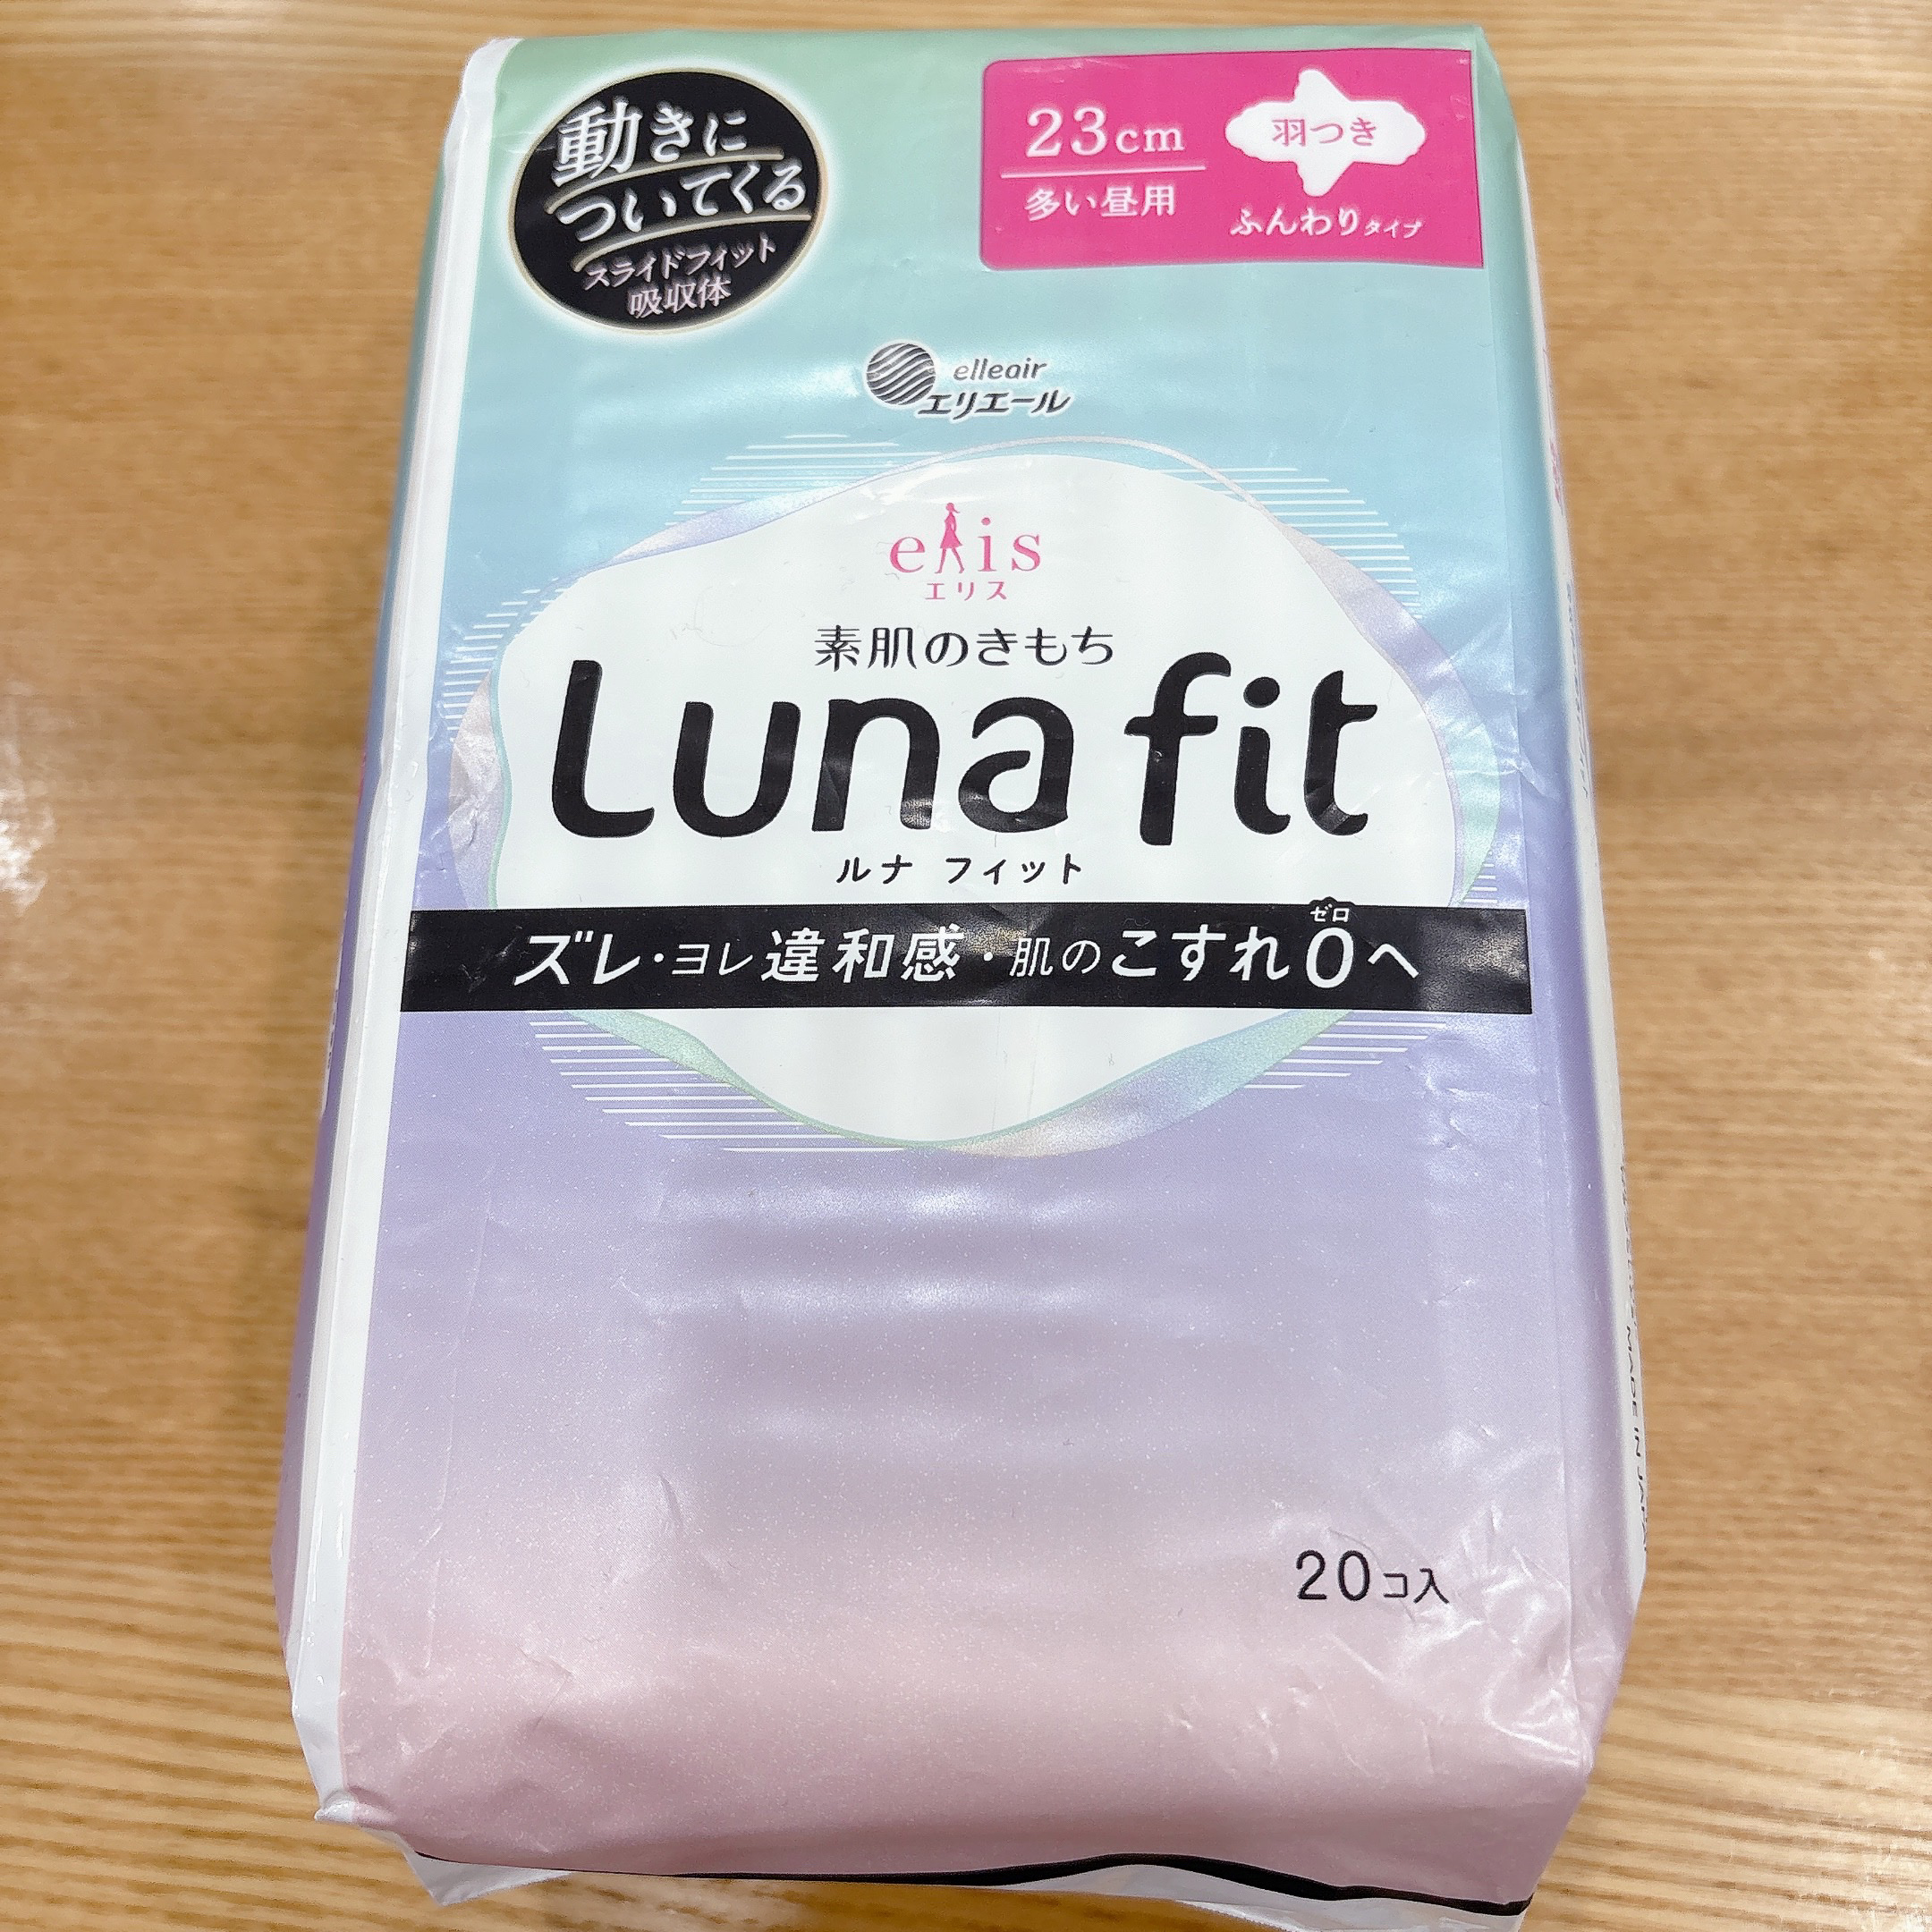 動きに
ついてくる
スライドフィット
吸収体
23cm
多い昼用
羽つき
ふんわりタイプ
elleair
エリエール
elis
エリス
素肌のきもち
Luna fit
ルナ フィット
ズレ・ヨレ違和感・肌のこすれ0へ
ゼロ
20コ入
MADE IN JAPAN